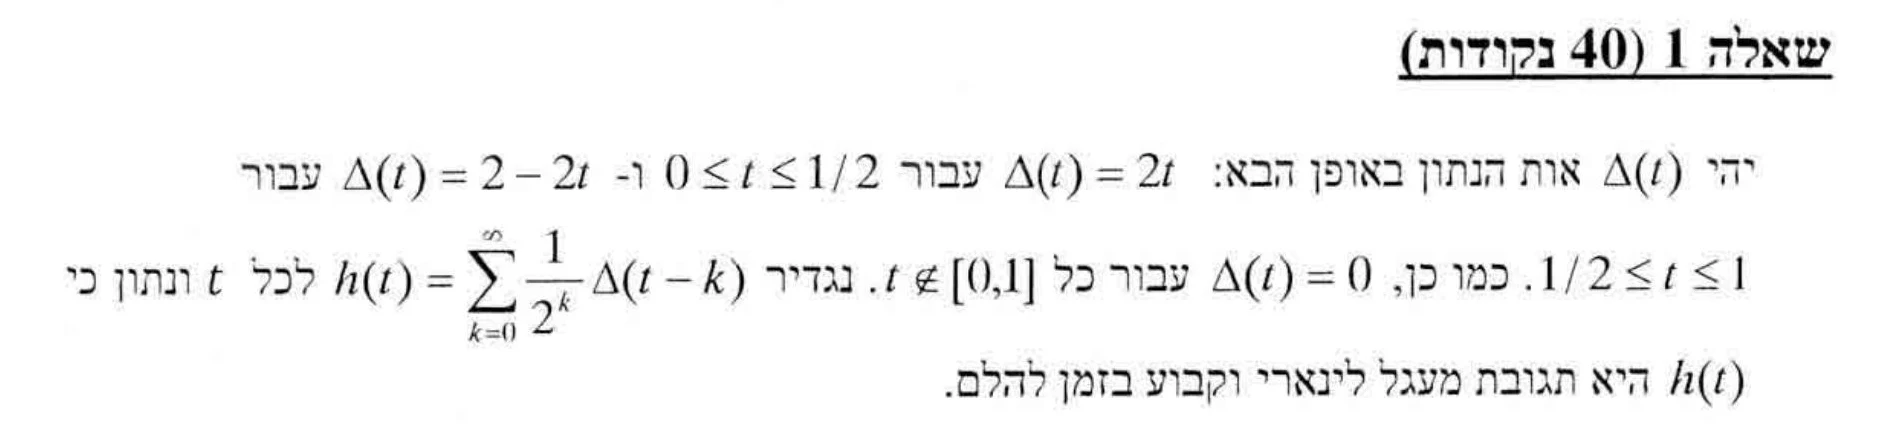 שאלה 1 (40 נקודות)
יהי Δ(t) אות הנתון באופן הבא: Δ(t) = 2t עבור 0 ≤ t ≤ 1/2 ו- Δ(t) = 2 − 2t עבור
1/2 ≤ t ≤ 1. כמו כן, Δ(t) = 0 עבור כל t ∉ [0,1]. נגדיר h(t) = \sum_{k=0}^{∞} \frac{1}{2^k} Δ(t − k) לכל t ונתון כי
h(t) היא תגובת מעגל לינארי וקבוע בזמן להלם.